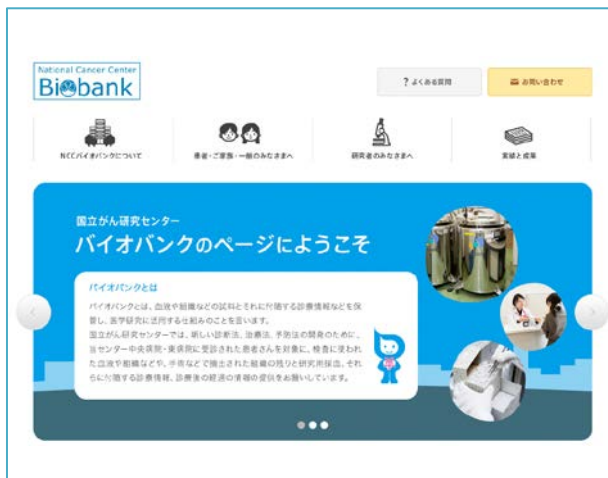 National Cancer Center
Biobank
? よくある質問
お問い合わせ
NCCバイオバンクについて
患者・ご家族・一般のみなさまへ
研究者のみなさまへ
実績と成果
国立がん研究センター
バイオバンクのページにようこそ
バイオバンクとは
バイオバンクとは、血液や組織などの試料とそれに付随する診療情報などを保
管し、医学研究に活用する仕組みのことを言います。
国立がん研究センターでは、新しい診断法、治療法、予防法の開発のために、
当センター中央病院・東病院に受診された患者さんを対象に、検査に使われ
た血液や組織などや、手術などで摘出された組織の残りと研究用採血、それ
らに付随する診療情報、診療後の経過の情報の提供をお願いしています。